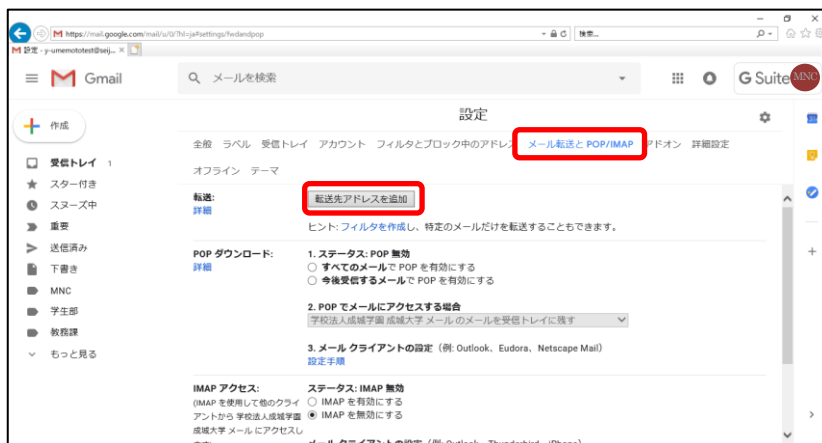 https://mail.google.com/mail/u/0/?hl=ja#settings/fwdandpop
検索...
M 設定 - y-umemototest@seij...
Gmail
メールを検索
G Suite
MNC
作成
設定
全般 ラベル 受信トレイ アカウント フィルタとブロック中のアドレス メール転送と POP/IMAP アドオン 詳細設定
オフライン テーマ
受信トレイ 1
スター付き
スヌーズ中
重要
送信済み
下書き
MNC
学生部
教務課
もっと見る
転送:
詳細
転送先アドレスを追加
ヒント: フィルタを作成し、特定のメールだけを転送することもできます。
POP ダウンロード:
詳細
1. ステータス: POP 無効
すべてのメールで POP を有効にする
今後受信するメールで POP を有効にする
2. POP でメールにアクセスする場合
学校法人成城学園 成城大学 メール のメールを受信トレイに残す
3. メール クライアントの設定（例: Outlook、Eudora、Netscape Mail）
設定手順
IMAP アクセス:
(IMAP を使用して他のクライ
アントから 学校法人成城学園
成城大学 メール にアクセスし
ステータス: IMAP 無効
IMAP を有効にする
IMAP を無効にする